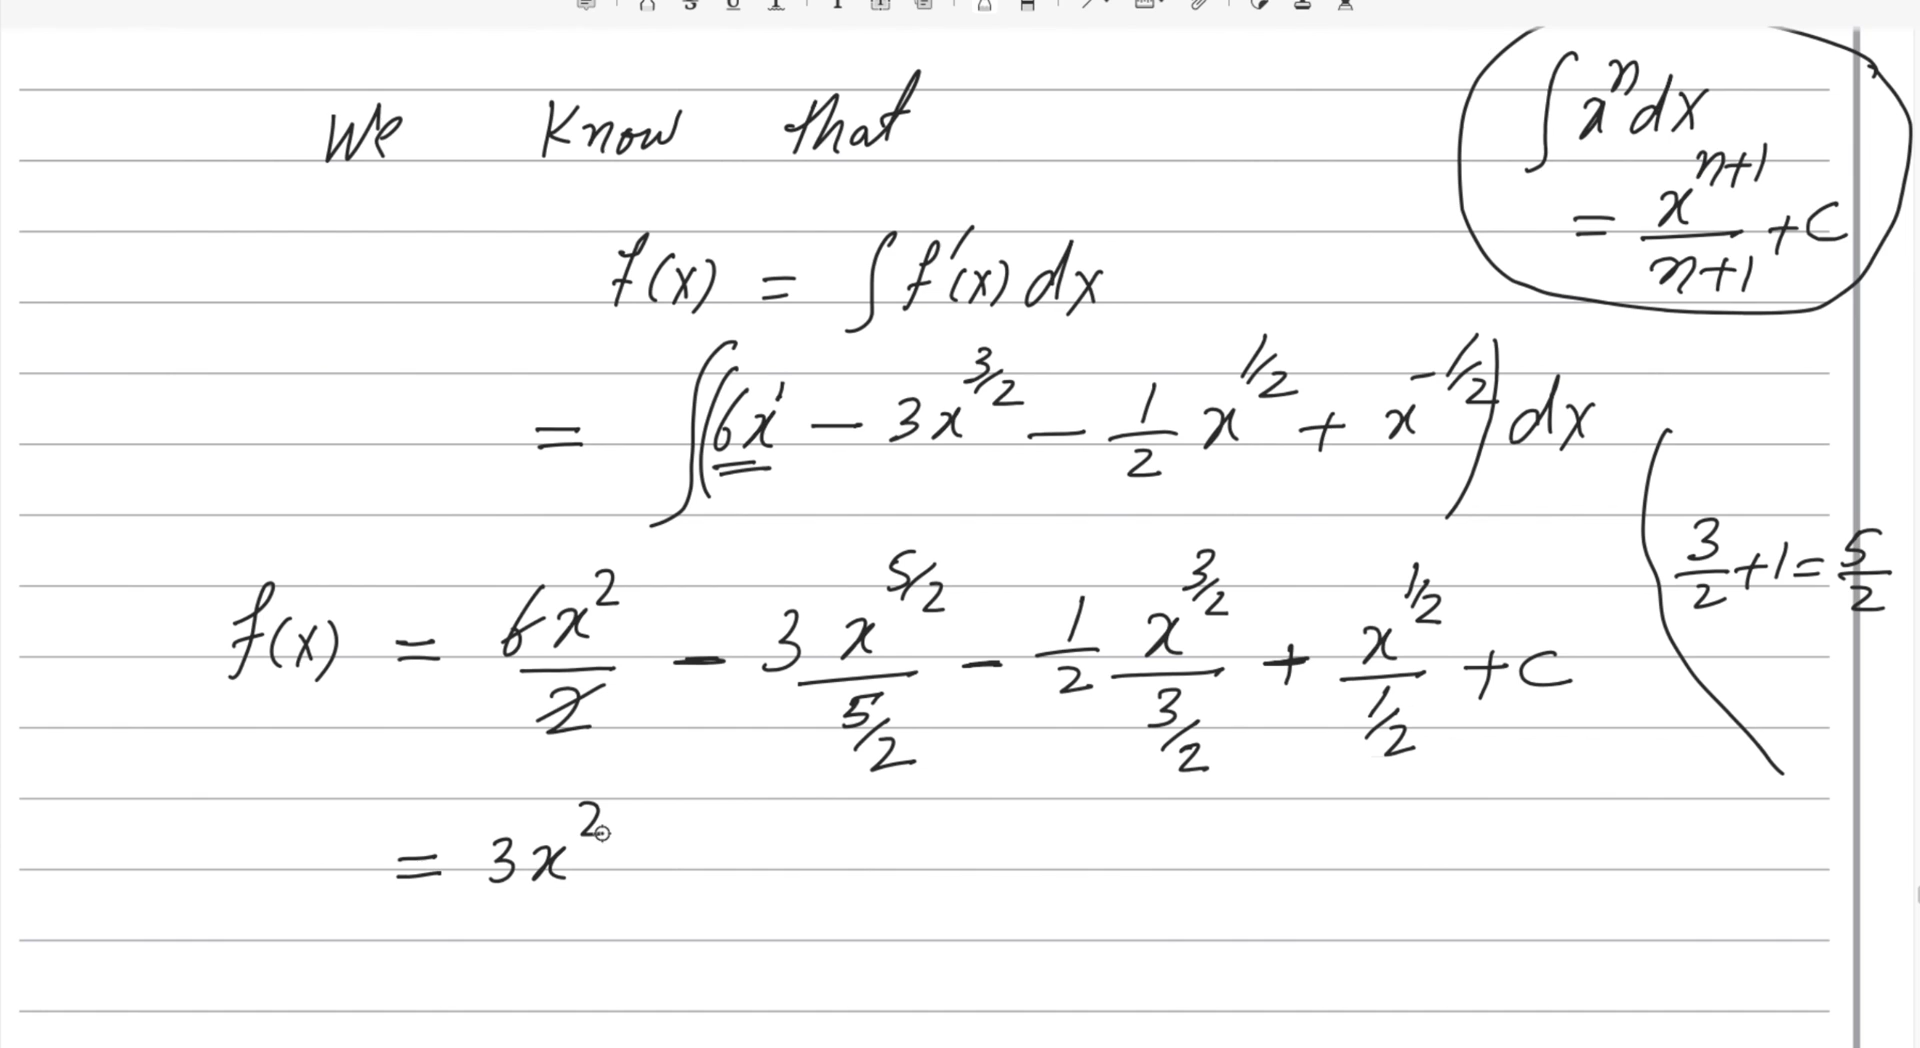 We Know that
∫xⁿdx
= xⁿ⁺¹/(n+1) + C
f(x) = ∫f'(x) dx
= ∫(6x¹ - 3x^(3/2) - 1/2 x^(1/2) + x^(-1/2)) dx
3/2 + 1 = 5/2
f(x) = 6x²/2 - 3 x^(5/2)/(5/2) - 1/2 x^(3/2)/(3/2) + x^(1/2)/(1/2) + C
= 3x²